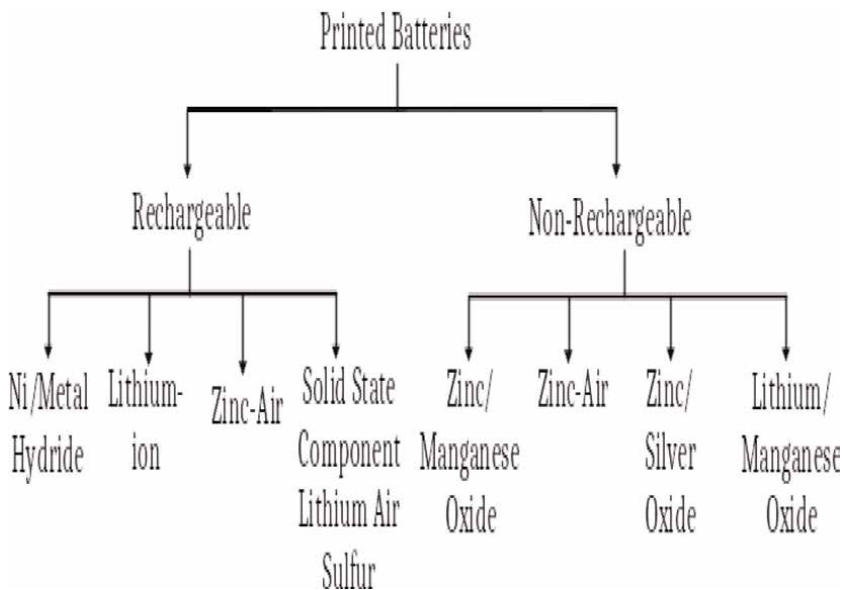 Printed Batteries
Rechargeable
Non-Rechargeable
Ni/Metal
Hydride
Lithium-
ion
Zinc-Air
Solid State
Component
Lithium Air
Sulfur
Zinc/
Manganese
Oxide
Zinc-Air
Zinc/
Silver
Oxide
Lithium/
Manganese
Oxide